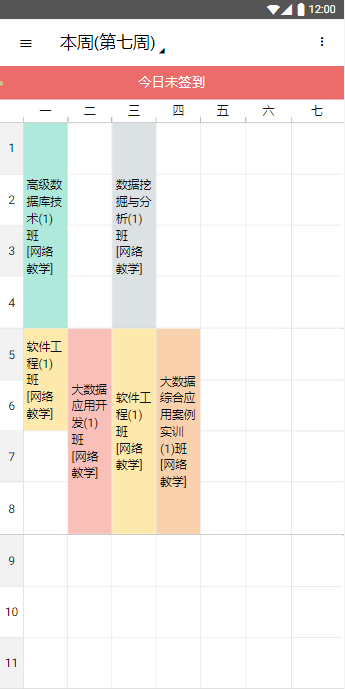 12:00
本周(第七周)
今日未签到
一 二 三 四 五 六 七
1
2
3
4
5
6
7
8
9
10
11
高级数
据库技
术(1)
班
[网络
教学]
数据挖
掘与分
析(1)
班
[网络
教学]
软件工
程(1)
班
[网络
教学]
大数据
应用开
发(1)
班
[网络
教学]
软件工
程(1)
班
[网络
教学]
大数据
综合应
用案例
实训
(1)班
[网络
教学]